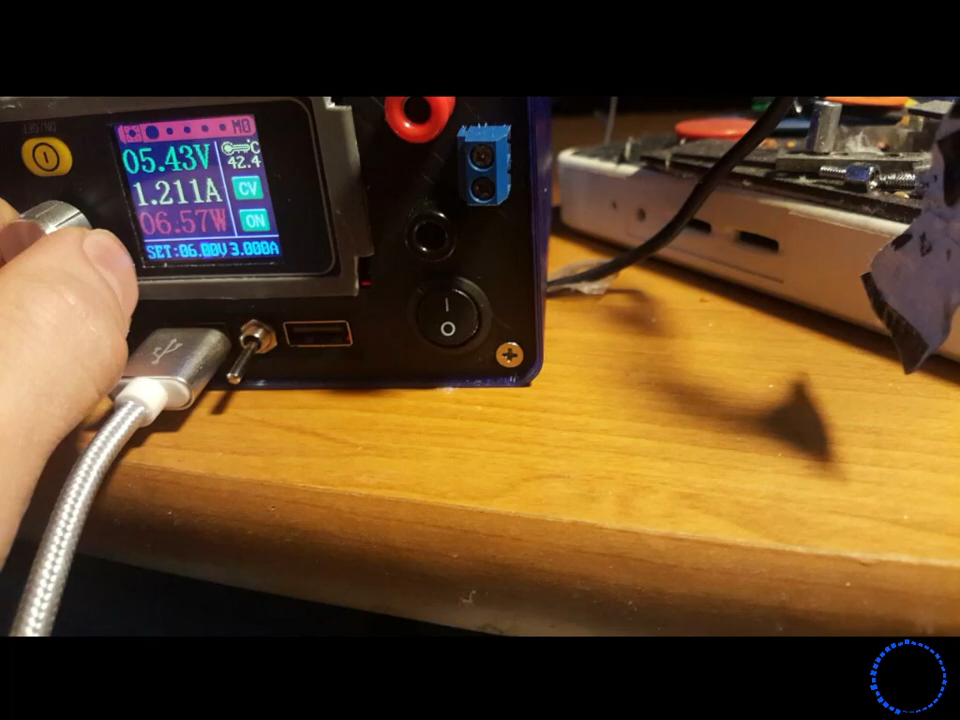 M0
05.43V
C
42.4
1.211A
CV
06.57W
ON
SET:06.00V 3.000A
I
O